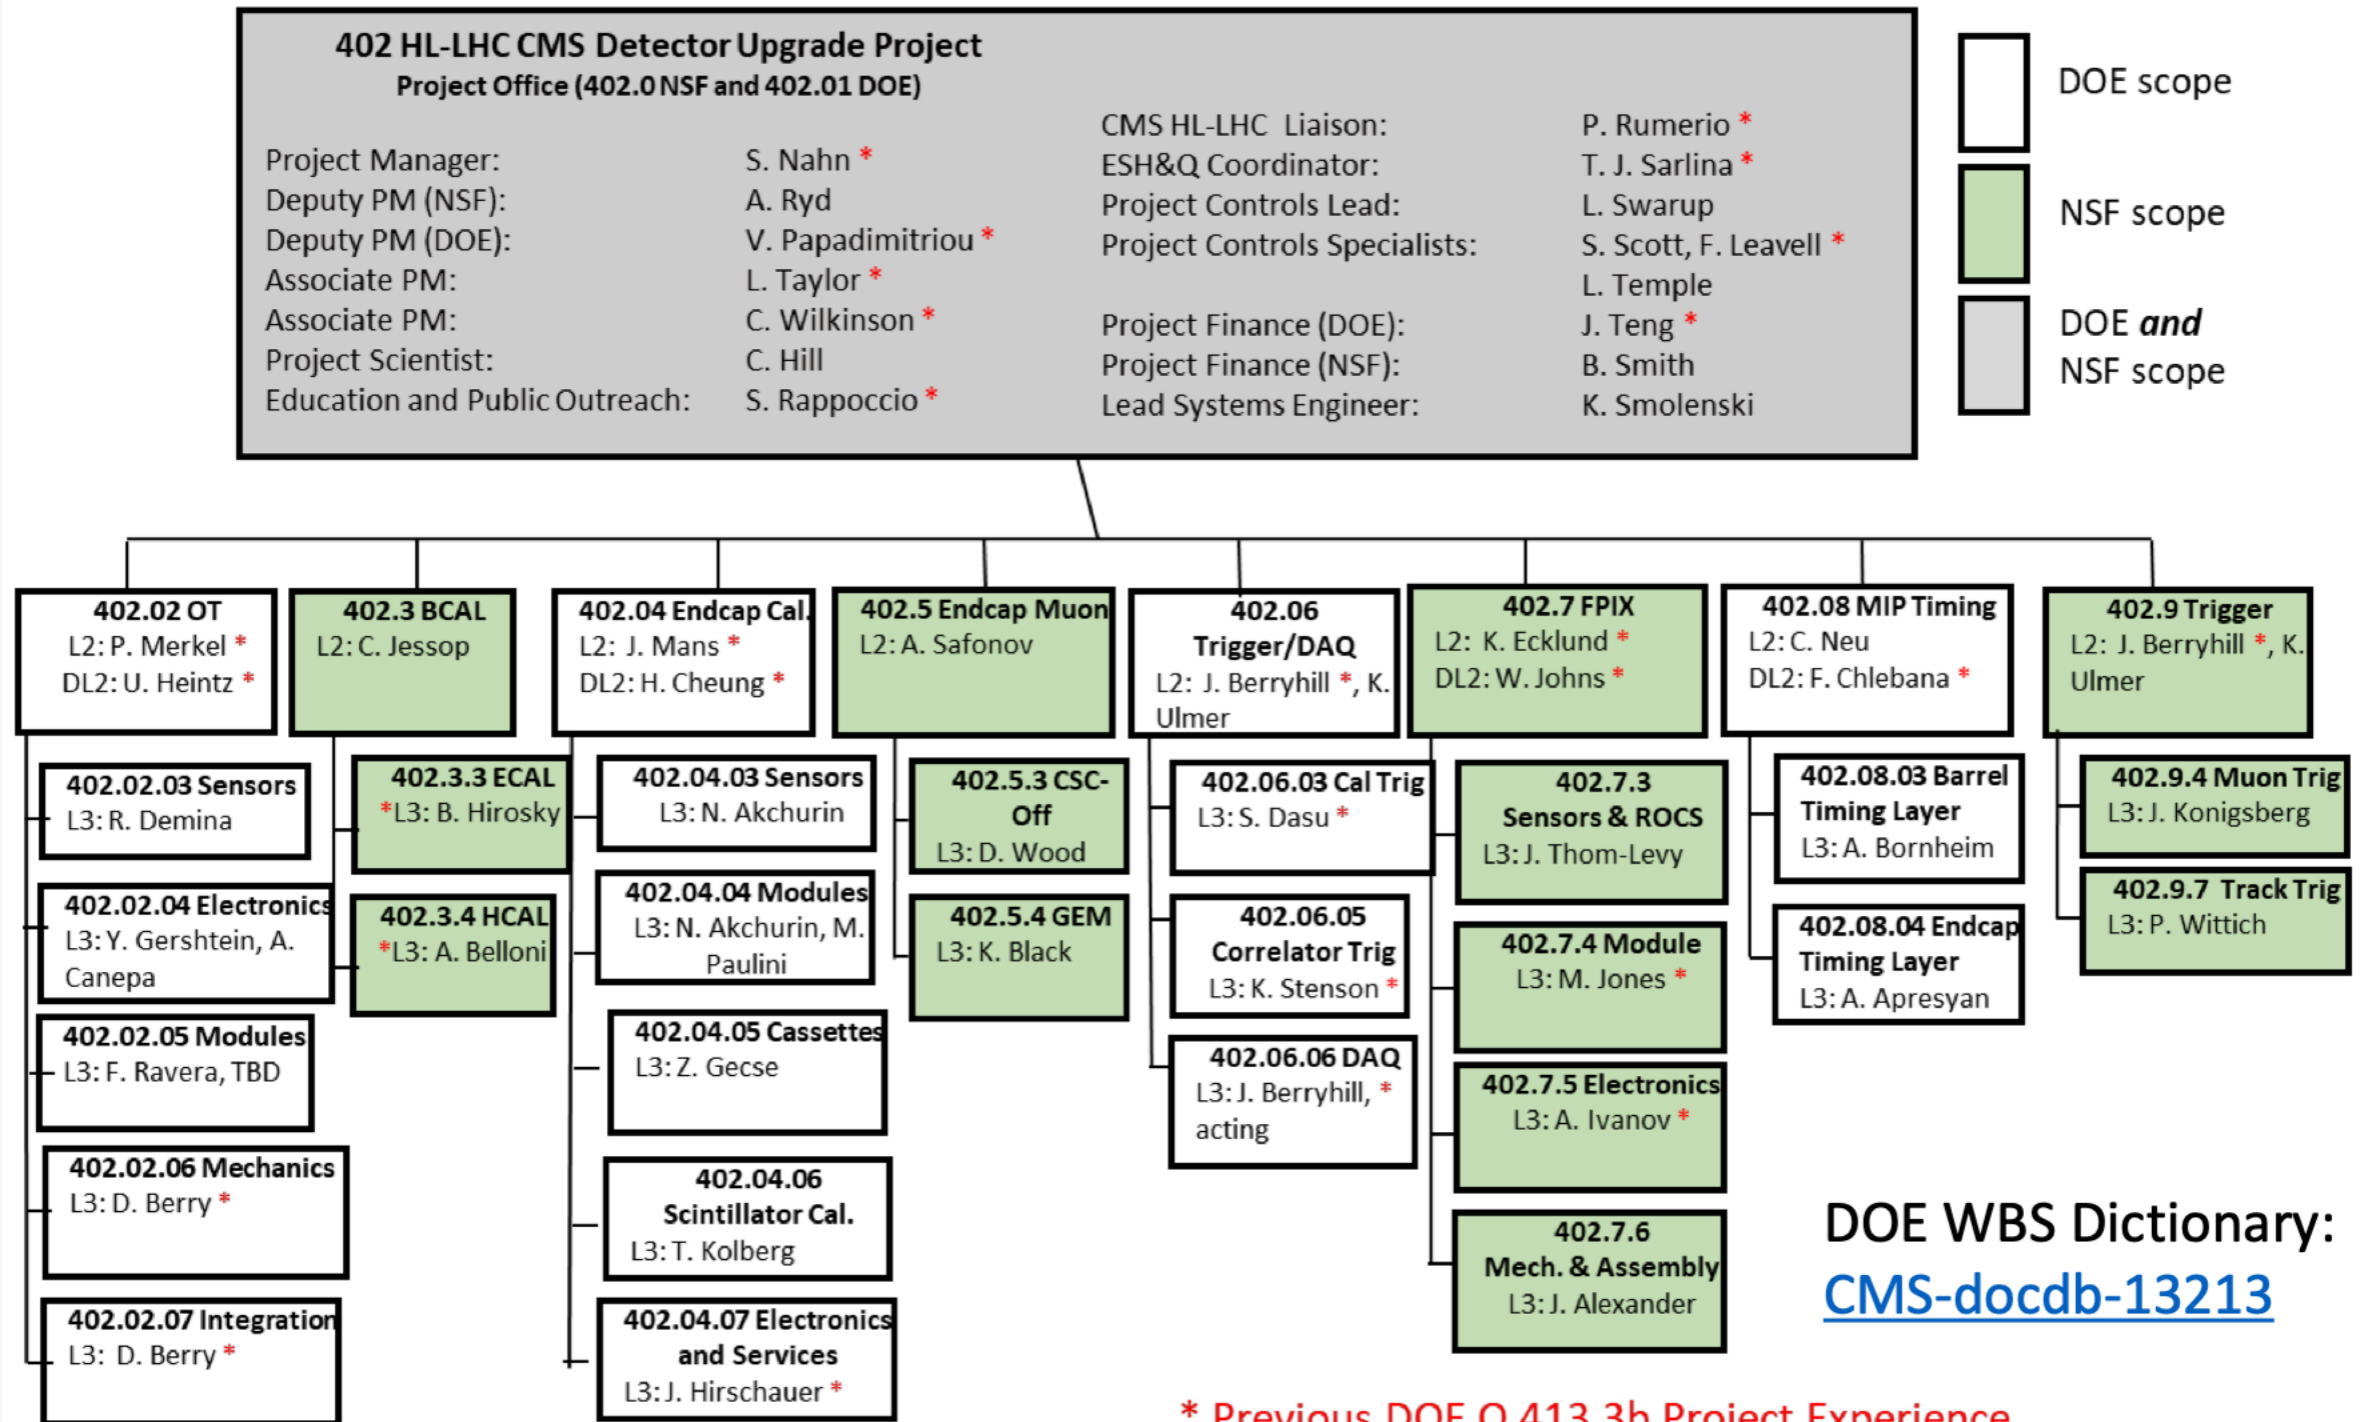 402 HL-LHC CMS Detector Upgrade Project
Project Office (402.0 NSF and 402.01 DOE)
Project Manager: S. Nahn *
Deputy PM (NSF): A. Ryd
Deputy PM (DOE): V. Papadimitriou *
Associate PM: L. Taylor *
Associate PM: C. Wilkinson *
Project Scientist: C. Hill
Education and Public Outreach: S. Rappoccio *
CMS HL-LHC Liaison: P. Rumerio *
ESH&Q Coordinator: T. J. Sarlina *
Project Controls Lead: L. Swarup
Project Controls Specialists: S. Scott, F. Leavell *
L. Temple
Project Finance (DOE): J. Teng *
Project Finance (NSF): B. Smith
Lead Systems Engineer: K. Smolenski
DOE scope
NSF scope
DOE and
NSF scope
402.02 OT
L2: P. Merkel *
DL2: U. Heintz *
402.02.03 Sensors
L3: R. Demina
402.02.04 Electronics
L3: Y. Gershtein, A.
Canepa
402.02.05 Modules
L3: F. Ravera, TBD
402.02.06 Mechanics
L3: D. Berry *
402.02.07 Integration
L3: D. Berry *
402.3 BCAL
L2: C. Jessop
402.3.3 ECAL
*L3: B. Hirosky
402.3.4 HCAL
*L3: A. Belloni
402.04 Endcap Cal.
L2: J. Mans *
DL2: H. Cheung *
402.04.03 Sensors
L3: N. Akchurin
402.04.04 Modules
L3: N. Akchurin, M.
Paulini
402.04.05 Cassettes
L3: Z. Gecse
402.04.06
Scintillator Cal.
L3: T. Kolberg
402.04.07 Electronics
and Services
L3: J. Hirschauer *
402.5 Endcap Muon
L2: A. Safonov
402.5.3 CSC-
Off
L3: D. Wood
402.5.4 GEM
L3: K. Black
402.06
Trigger/DAQ
L2: J. Berryhill *, K.
Ulmer
402.06.03 Cal Trig
L3: S. Dasu *
402.06.05
Correlator Trig
L3: K. Stenson *
402.06.06 DAQ
L3: J. Berryhill, *
acting
402.7 FPIX
L2: K. Ecklund *
DL2: W. Johns *
402.7.3
Sensors & ROCS
L3: J. Thom-Levy
402.7.4 Module
L3: M. Jones *
402.7.5 Electronics
L3: A. Ivanov *
402.7.6
Mech. & Assembly
L3: J. Alexander
402.08 MIP Timing
L2: C. Neu
DL2: F. Chlebana *
402.08.03 Barrel
Timing Layer
L3: A. Bornheim
402.08.04 Endcap
Timing Layer
L3: A. Apresyan
402.9 Trigger
L2: J. Berryhill *, K.
Ulmer
402.9.4 Muon Trig
L3: J. Konigsberg
402.9.7 Track Trig
L3: P. Wittich
DOE WBS Dictionary:
CMS-docdb-13213
* Previous DOE O 413.3b Project Experience